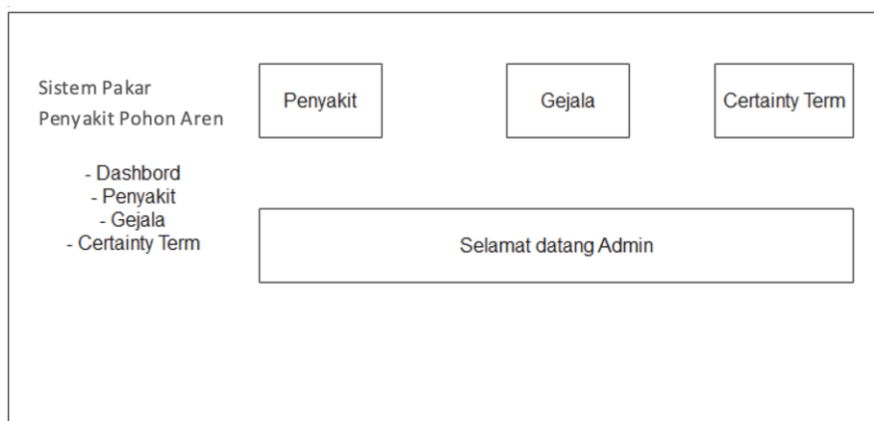 Sistem Pakar
Penyakit Pohon Aren
- Dashbord
- Penyakit
- Gejala
- Certainty Term
Penyakit
Gejala
Certainty Term
Selamat datang Admin